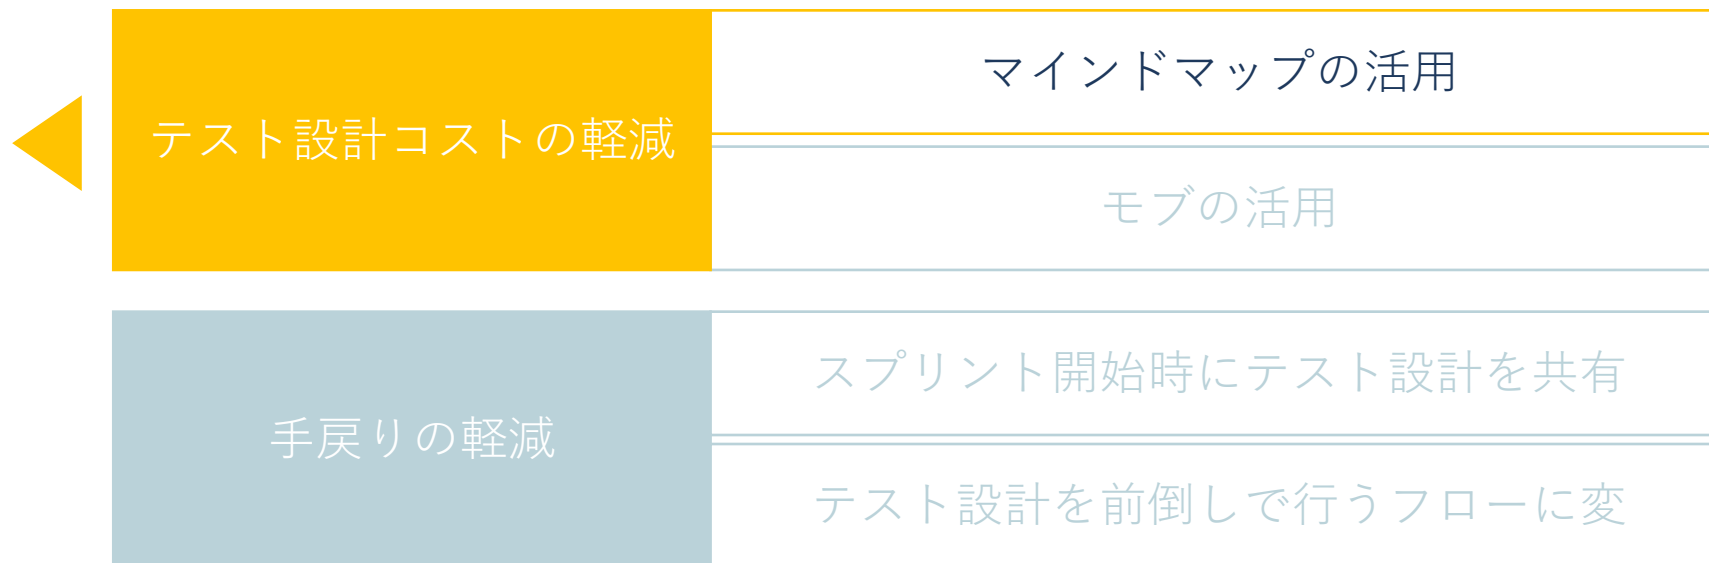 テスト設計コストの軽減
マインドマップの活用
モブの活用
手戻りの軽減
スプリント開始時にテスト設計を共有
テスト設計を前倒しで行うフローに変